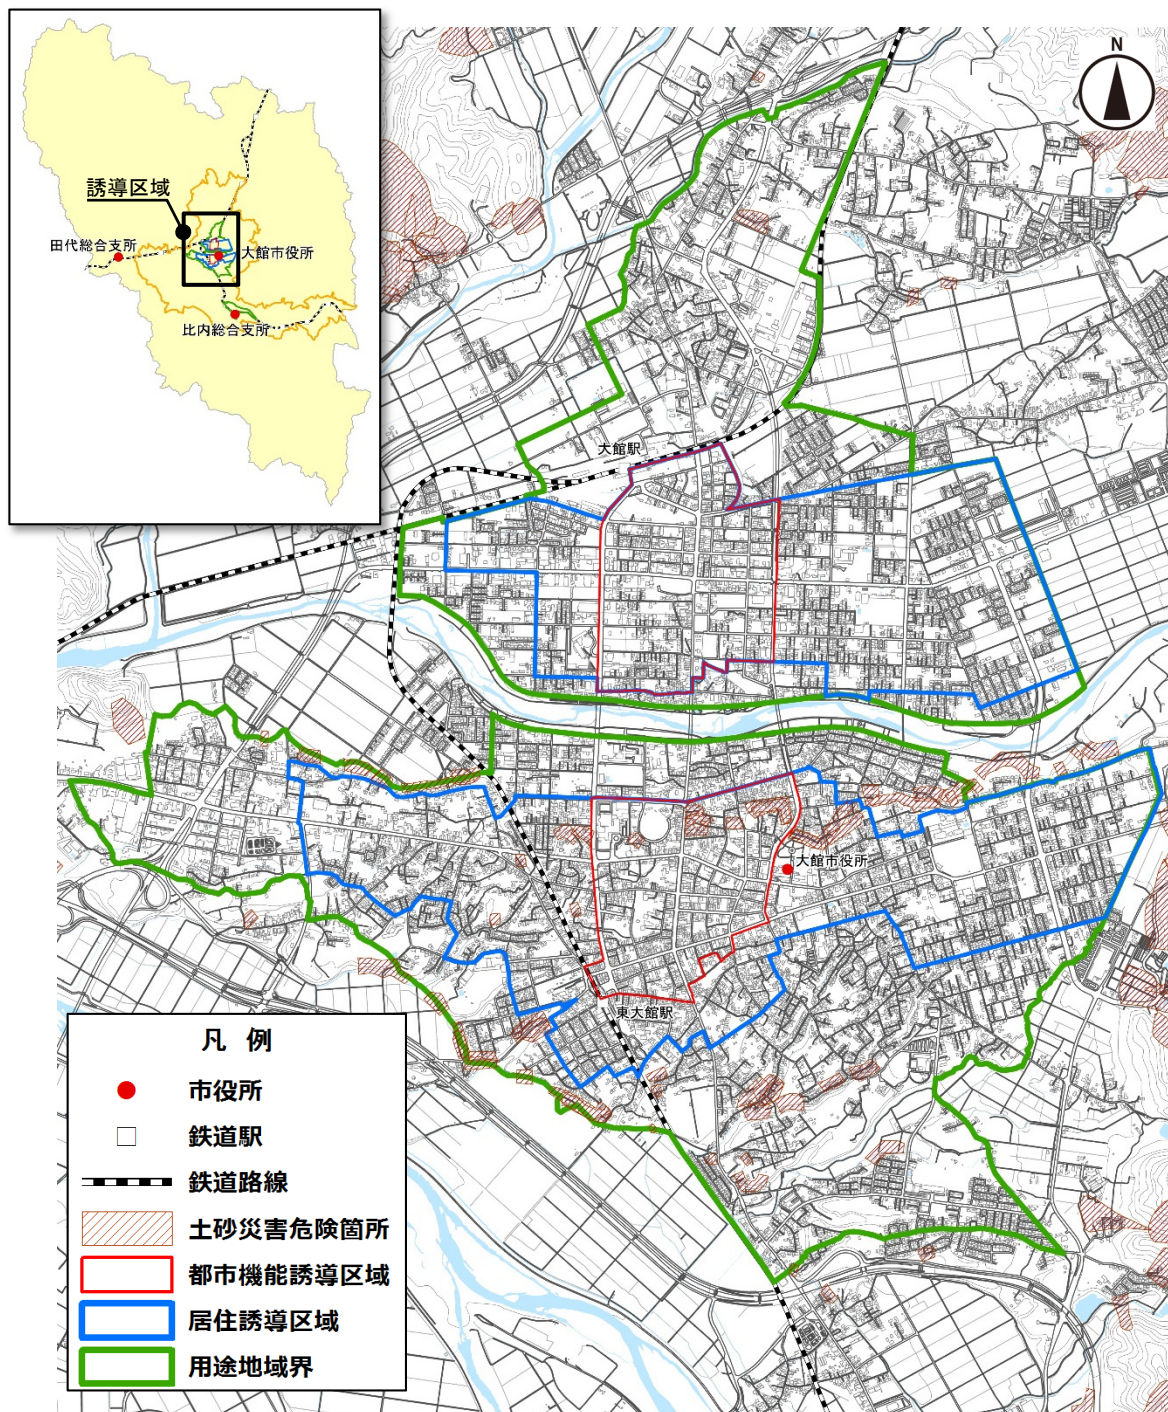 誘導区域
田代総合支所
大館市役所
比内総合支所
N
大館駅
大館市役所
東大館駅
凡 例
市役所
鉄道駅
鉄道路線
土砂災害危険箇所
都市機能誘導区域
居住誘導区域
用途地域界